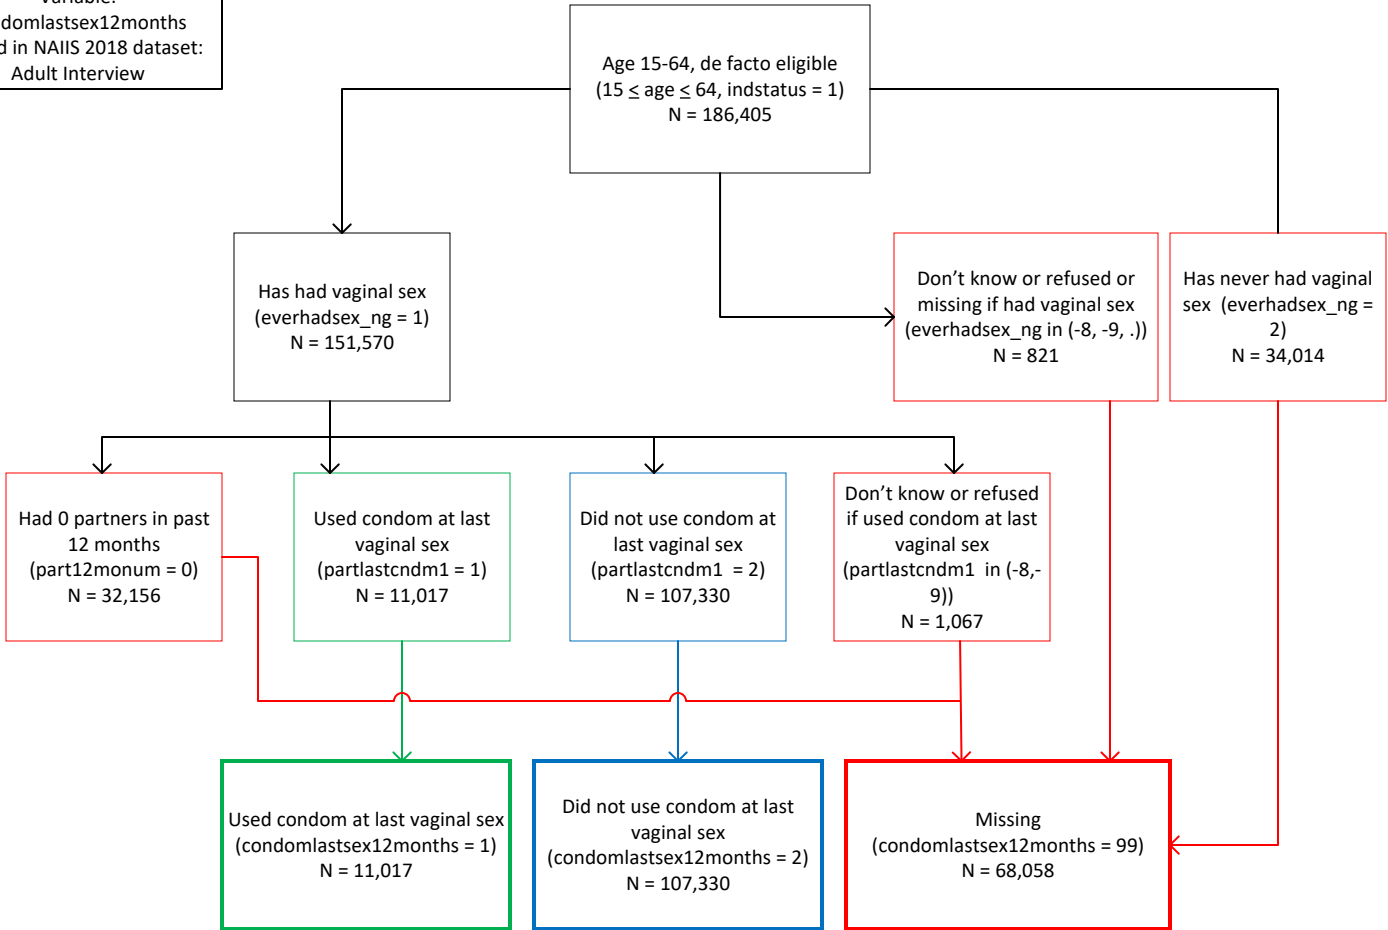 Adult Interview
Age 15-64, de facto eligible
(15 ≤ age ≤ 64, indstatus = 1)
N = 186,405
Has had vaginal sex
(everhadsex_ng = 1)
N = 151,570
Don’t know or refused or
missing if had vaginal sex
(everhadsex_ng in (-8, -9, .))
N = 821
Has never had vaginal
sex (everhadsex_ng =
2)
N = 34,014
Had 0 partners in past
12 months
(part12monum = 0)
N = 32,156
Used condom at last
vaginal sex
(partlastcndm1 = 1)
N = 11,017
Did not use condom at
last vaginal sex
(partlastcndm1 = 2)
N = 107,330
Don’t know or refused
if used condom at last
vaginal sex
(partlastcndm1 in (-8,-
9))
N = 1,067
Used condom at last vaginal sex
(condomlastsex12months = 1)
N = 11,017
Did not use condom at last
vaginal sex
(condomlastsex12months = 2)
N = 107,330
Missing
(condomlastsex12months = 99)
N = 68,058
in NAIIS 2018 dataset: